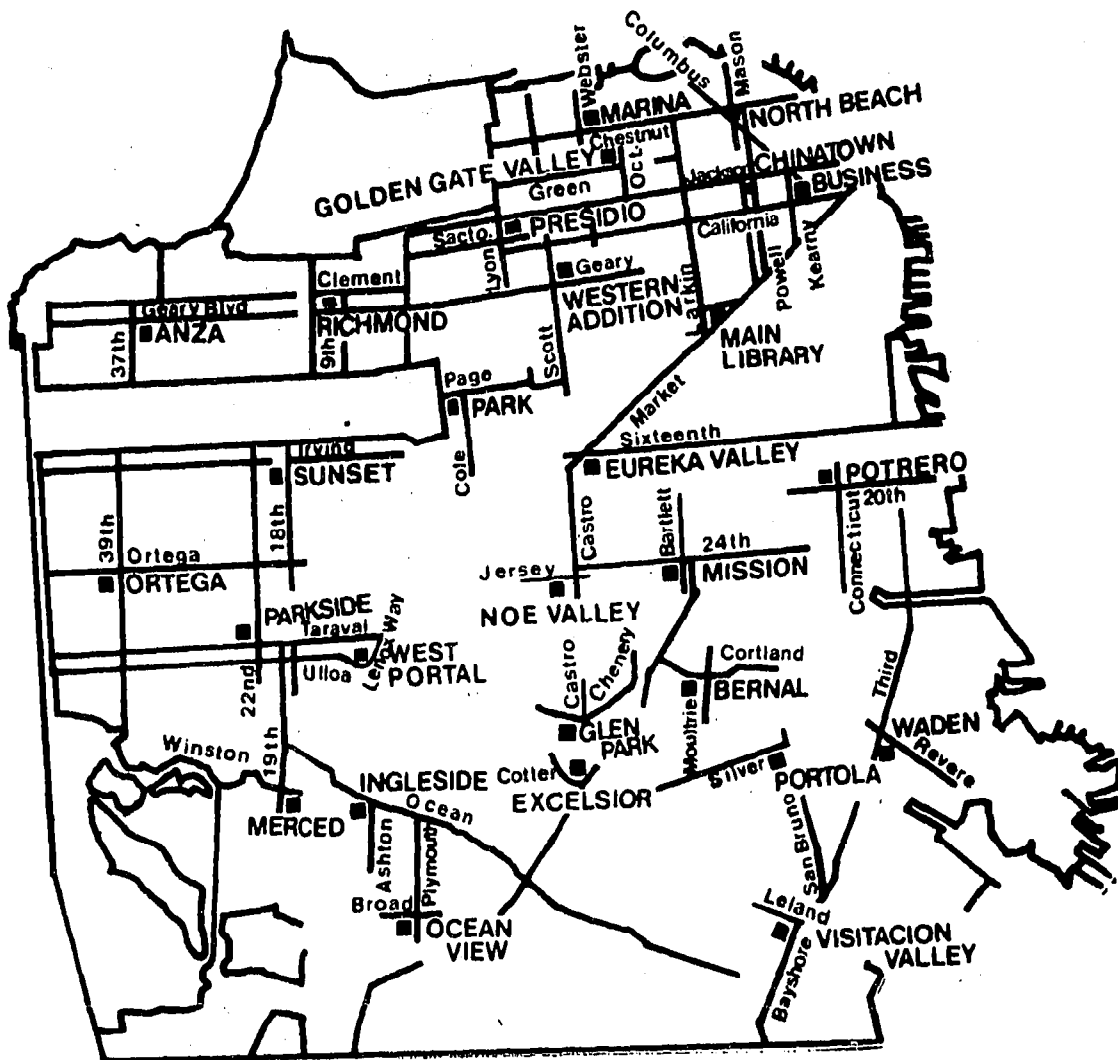 Columbus
Mason
Webster
MARINA
NORTH BEACH
Chestnut
GOLDEN GATE VALLEY
Oct.
Jackson
CHINATOWN
Green
BUSINESS
Sacto.
PRESIDIO
California
Lyon
Geary
Powell
Kearny
Clement
WESTERN
ADDITION
Larkin
Geary Blvd
ANZA
RICHMOND
37th
9th
Scott
MAIN
LIBRARY
Page
PARK
Market
Cole
Irving
SUNSET
Sixteenth
EUREKA VALLEY
POTRERO
20th
39th
18th
Castro
Bartlett
24th
MISSION
Connecticut
Ortega
ORTEGA
Jersey
NOE VALLEY
PARKSIDE
Taraval
Lenox Way
WEST
PORTAL
Ulloa
22nd
Castro
Chenery
Cortland
BERNAL
Moultrie
Third
GLEN
PARK
WADEN
Revere
Winston
19th
INGLESIDE
Cotter
EXCELSIOR
Silver
PORTOLA
MERCED
Ocean
Ashton
Plymouth
San Bruno
Broad
OCEAN
VIEW
Leland
VISITACION
VALLEY
Bayshore